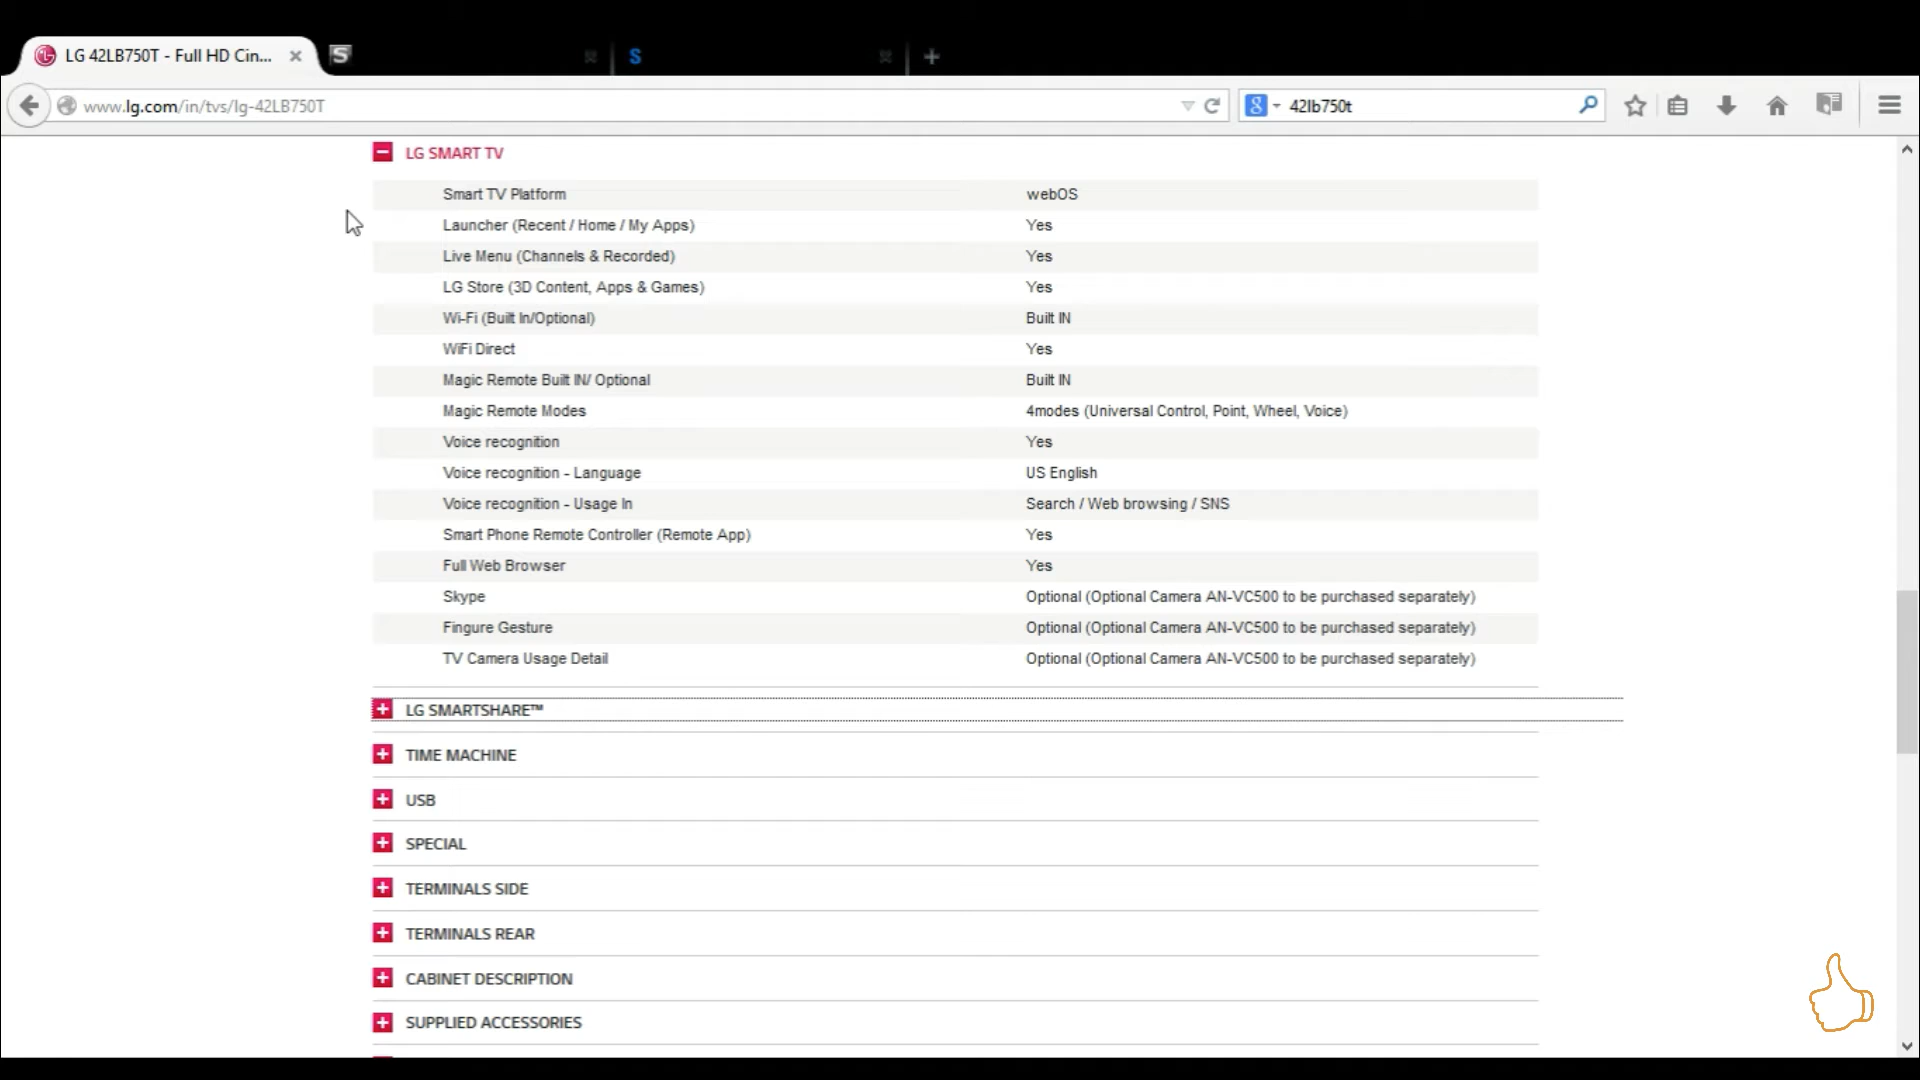 LG 42LB750T - Full HD Cin...
S
S
www.lg.com/in/tvs/lg-42LB750T
8
42lb750t
LG SMART TV
Smart TV Platform webOS
Launcher (Recent / Home / My Apps) Yes
Live Menu (Channels & Recorded) Yes
LG Store (3D Content, Apps & Games) Yes
Wi-Fi (Built In/Optional) Built IN
WiFi Direct Yes
Magic Remote Built IN/ Optional Built IN
Magic Remote Modes 4modes (Universal Control, Point, Wheel, Voice)
Voice recognition Yes
Voice recognition - Language US English
Voice recognition - Usage In Search / Web browsing / SNS
Smart Phone Remote Controller (Remote App) Yes
Full Web Browser Yes
Skype Optional (Optional Camera AN-VC500 to be purchased separately)
Fingure Gesture Optional (Optional Camera AN-VC500 to be purchased separately)
TV Camera Usage Detail Optional (Optional Camera AN-VC500 to be purchased separately)
LG SMARTSHARE™
TIME MACHINE
USB
SPECIAL
TERMINALS SIDE
TERMINALS REAR
CABINET DESCRIPTION
SUPPLIED ACCESSORIES